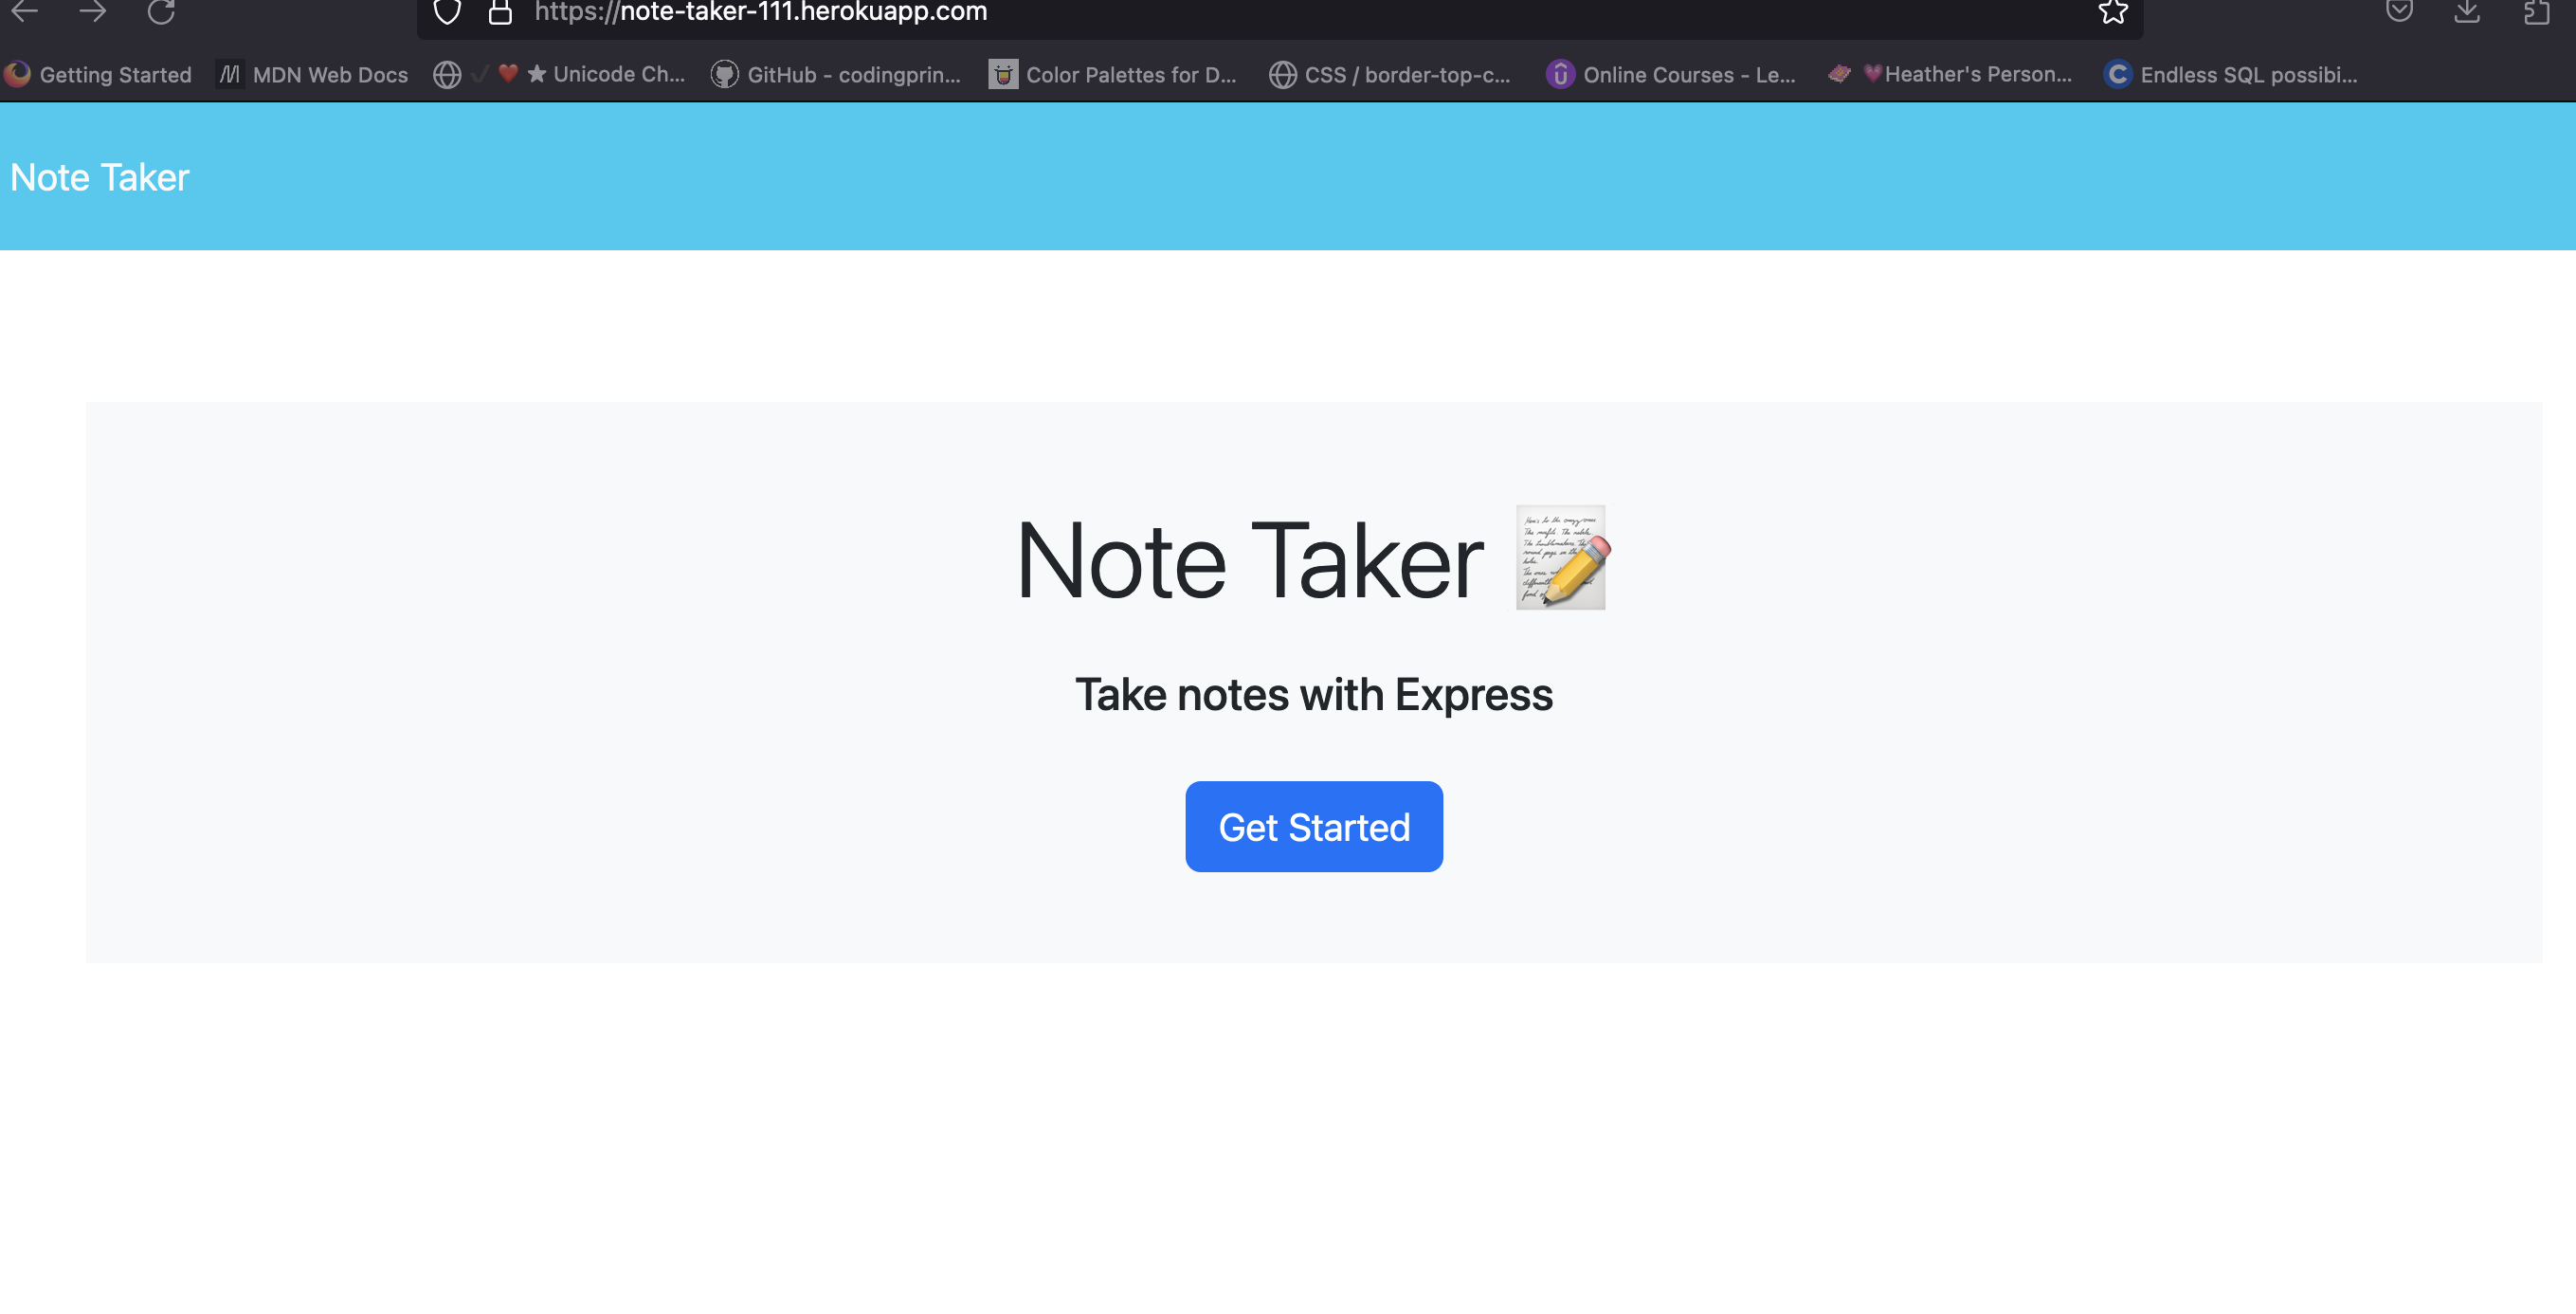 https://note-taker-111.herokuapp.com
Getting Started MDN Web Docs ✓ ❤️ ★ Unicode Ch... GitHub - codingprin... Color Palettes for D... CSS / border-top-c... Online Courses - Le... 💗Heather's Person... Endless SQL possibi...
Note Taker
Note Taker
Take notes with Express
Get Started